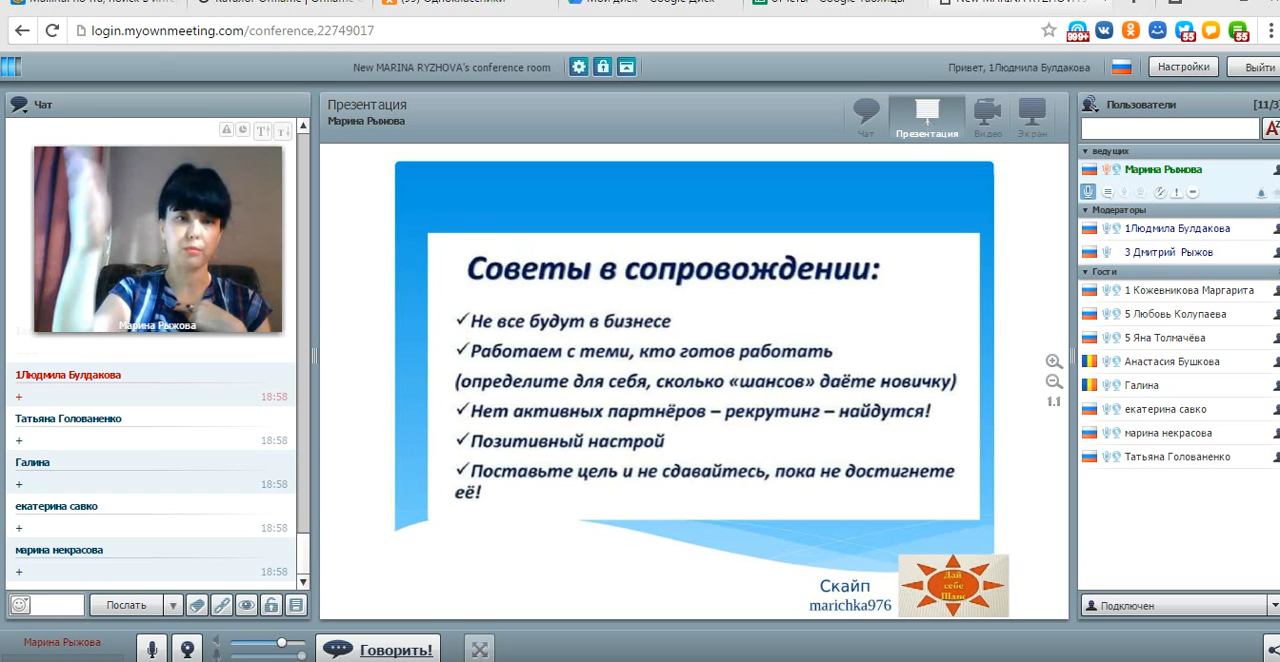 login.myownmeeting.com/conference,22749017
999+
55
55
New MARINA RYZHOVA's conference room
Привет, 1Людмила Булдакова
Настройки
Выйти
Чат
Марина Рыжова
1Людмила Булдакова
+ 18:58
Татьяна Голованенко
+ 18:58
Галина
+ 18:58
екатерина савко
+ 18:58
марина некрасова
+ 18:58
Послать
Презентация
Марина Рыжова
Чат
Презентация
Видео
Экран
Советы в сопровождении:
✓Не все будут в бизнесе
✓Работаем с теми, кто готов работать
(определите для себя, сколько «шансов» даёте новичку)
✓Нет активных партнёров – рекрутинг – найдутся!
✓Позитивный настрой
✓Поставьте цель и не сдавайтесь, пока не достигнете
её!
Скайп
marichka976
Дай
себе
Шанс
1.1
Пользователи
[11/3
ведущих
Марина Рыжова
Модераторы
1Людмила Булдакова
3 Дмитрий Рыжов
Гости
1 Кожевникова Маргарита
5 Любовь Колупаева
5 Яна Толмачёва
Анастасия Бушкова
Галина
екатерина савко
марина некрасова
Татьяна Голованенко
Подключен
Марина Рыжова
Говорить!